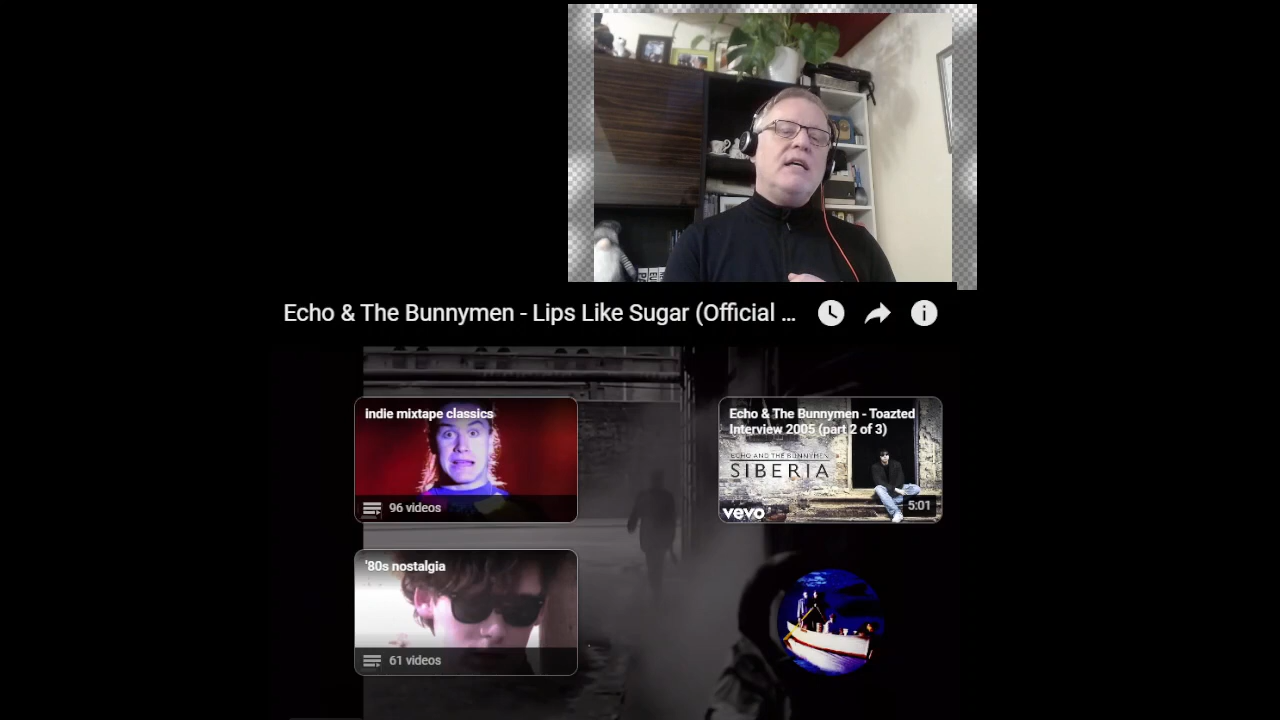 Echo & The Bunnymen - Lips Like Sugar (Official ...
indie mixtape classics
96 videos
Echo & The Bunnymen - Toazted
Interview 2005 (part 2 of 3)
ECHO AND THE BUNNYMEN
SIBERIA
vevo
5:01
'80s nostalgia
61 videos